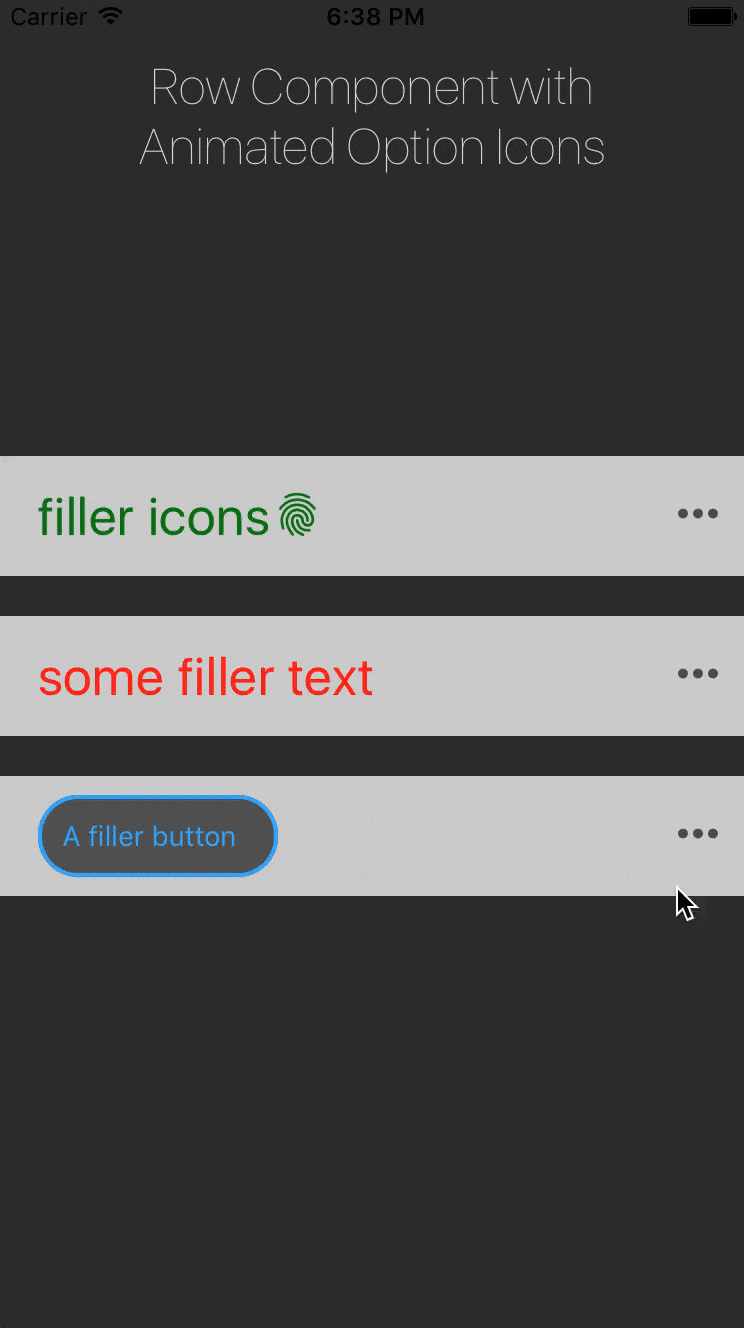 Carrier 6:38 PM
Row Component with
Animated Option Icons
filler icons
some filler text
A filler button